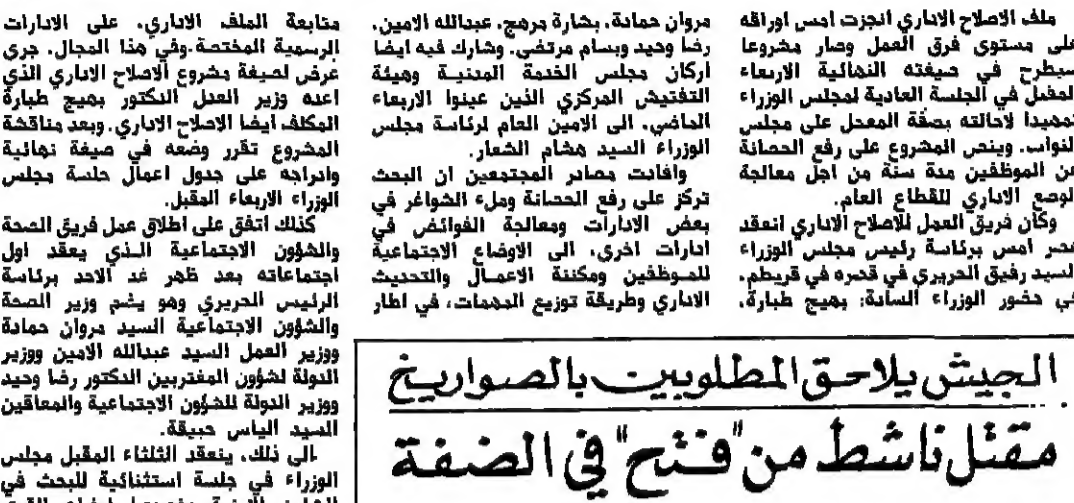 ملف الاصلاح الاداري انجزت امس اوراقه
على مستوى فرق العمل وصار مشروعا
سيطرح في صيغته النهائية الاربعاء
المقبل في الجلسة العادية لمجلس الوزراء
تمهيدا لاحالته بصفة المعجل على مجلس
النواب. وينص المشروع على رفع الحصانة
عن الموظفين مدة سنة من اجل معالجة
الوضع الاداري للقطاع العام.
وكان فريق العمل للاصلاح الاداري انعقد
عصر امس برئاسة رئيس مجلس الوزراء
السيد رفيق الحريري في قصره في قريطم.
في حضور الوزراء السادة: بهيج طبارة،
مروان حمادة، بشارة مرهج، عبدالله الامين،
رضا وحيد وبسام مرتضى. وشارك فيه ايضا
اركان مجلس الخدمة المدنية وهيئة
التفتيش المركزي الذين عينوا الاربعاء
الماضي، الى الامين العام لرئاسة مجلس
الوزراء السيد هشام الشعار.
وافادت مصادر المجتمعين ان البحث
تركز على رفع الحصانة وملء الشواغر في
بعض الادارات ومعالجة الفوائض في
ادارات اخرى، الى الاوضاع الاجتماعية
للموظفين ومكننة الاعمال والتحديث
الاداري وطريقة توزيع المهمات، في اطار
متابعة الملف الاداري، على الادارات
الرسمية المختصة.وفي هذا المجال، جرى
عرض لصيغة مشروع الاصلاح الاداري الذي
اعده وزير العدل الدكتور بهيج طبارة
المكلف ايضا الاصلاح الاداري. وبعد مناقشة
المشروع تقرر وضعه في صيغة نهائية
وادراجه على جدول اعمال جلسة مجلس
الوزراء الاربعاء المقبل.
كذلك اتفق على اطلاق عمل فريق الصحة
والشؤون الاجتماعية الذي يعقد اول
اجتماعاته بعد ظهر غد الاحد برئاسة
الرئيس الحريري وهو يضم وزير الصحة
والشؤون الاجتماعية السيد مروان حمادة
ووزير العمل السيد عبدالله الامين ووزير
الدولة لشؤون المغتربين الدكتور رضا وحيد
ووزير الدولة للشؤون الاجتماعية والمعاقين
السيد الياس حبيقة.
الى ذلك، ينعقد الثلثاء المقبل مجلس
الوزراء في جلسة استثنائية للبحث في
الجيش يلاحق المطلوبين بالصواريخ
مقتل ناشط من "فتح" في الضفة